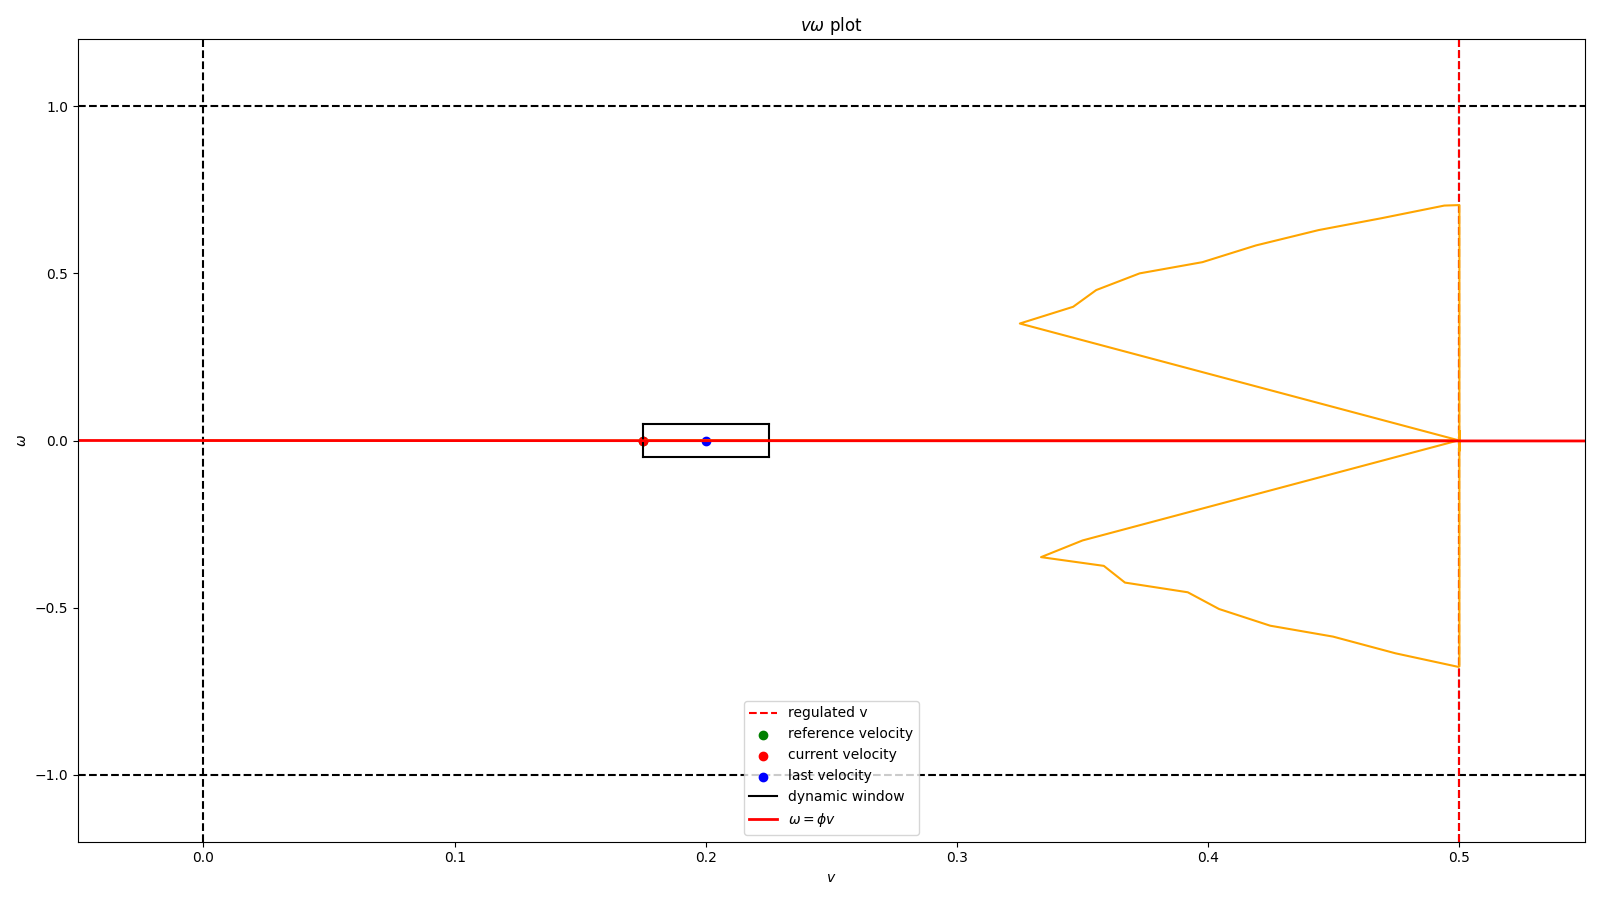 vω plot
1.0
0.5
0.0
−0.5
−1.0
ω
regulated v
reference velocity
current velocity
last velocity
dynamic window
ω = ϕv
0.0 0.1 0.2 0.3 0.4 0.5
v